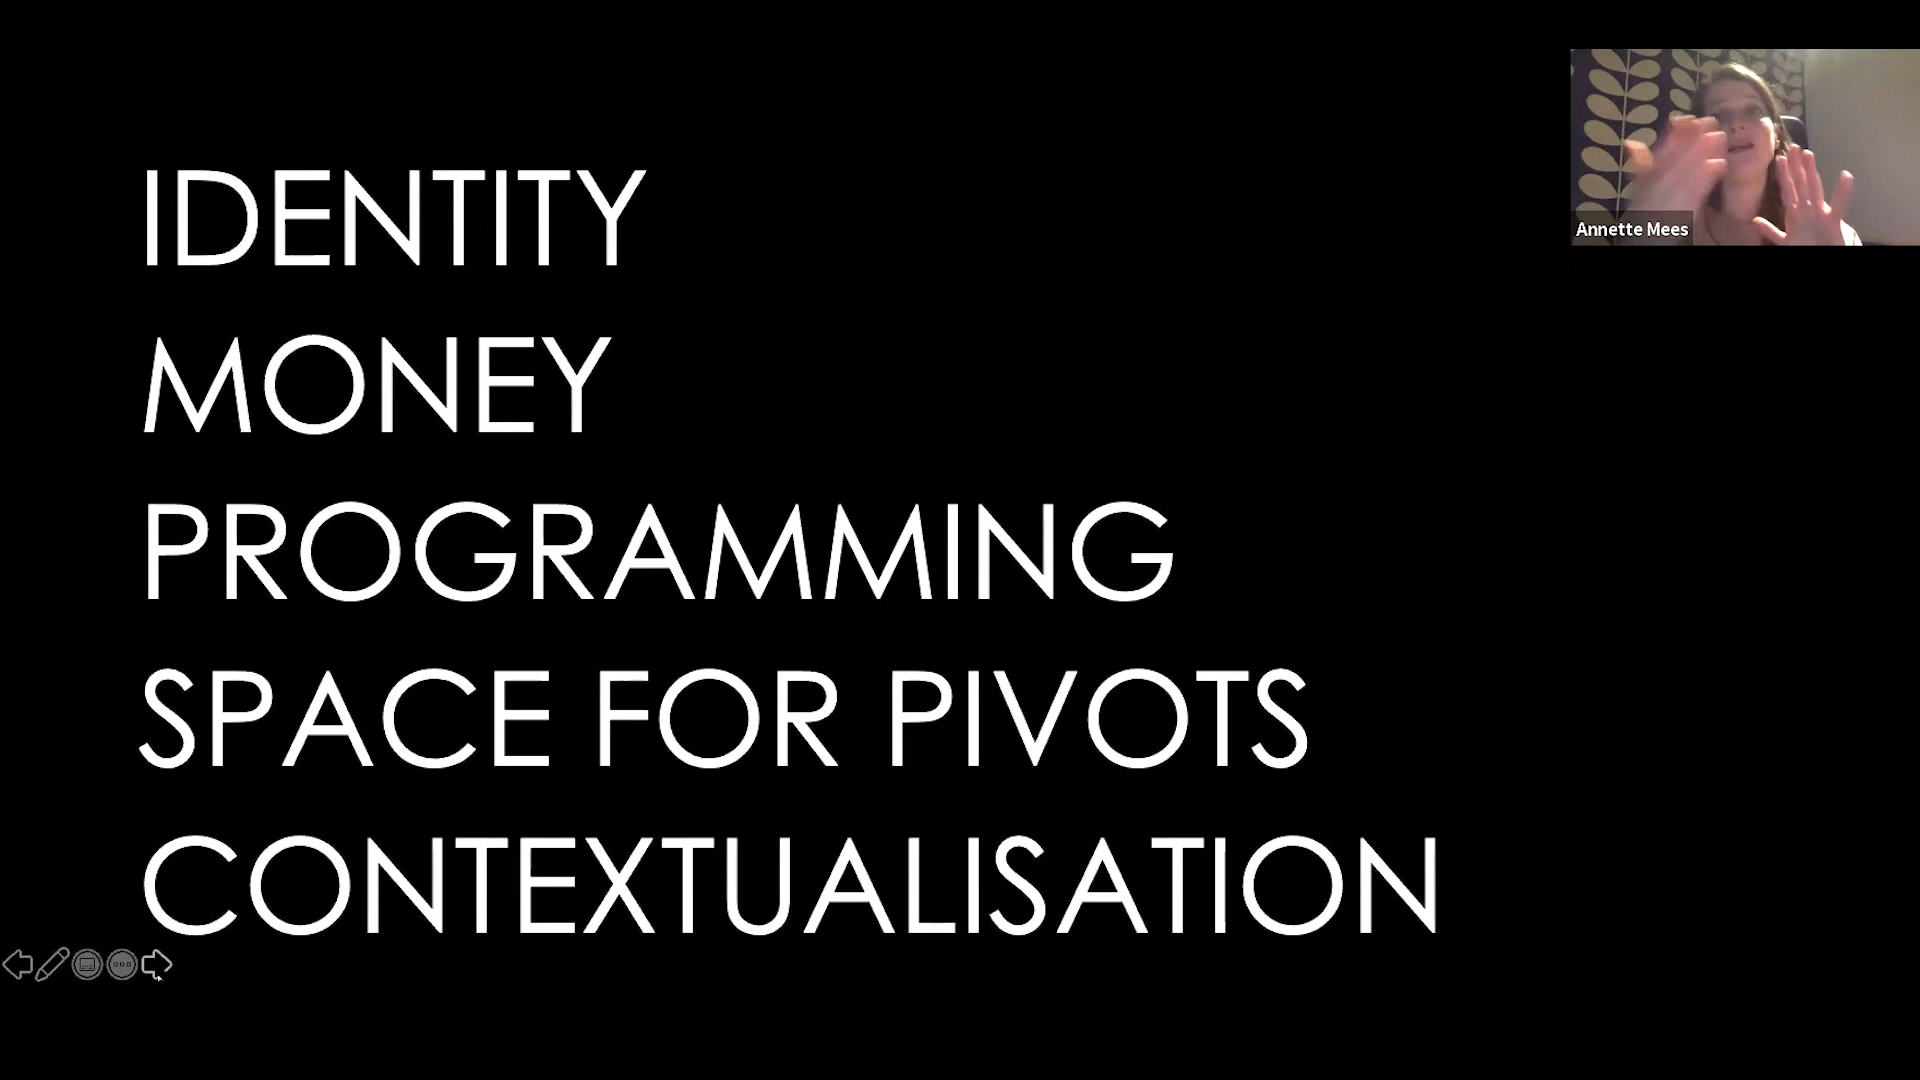 IDENTITY
MONEY
PROGRAMMING
SPACE FOR PIVOTS
CONTEXTUALISATION
Annette Mees